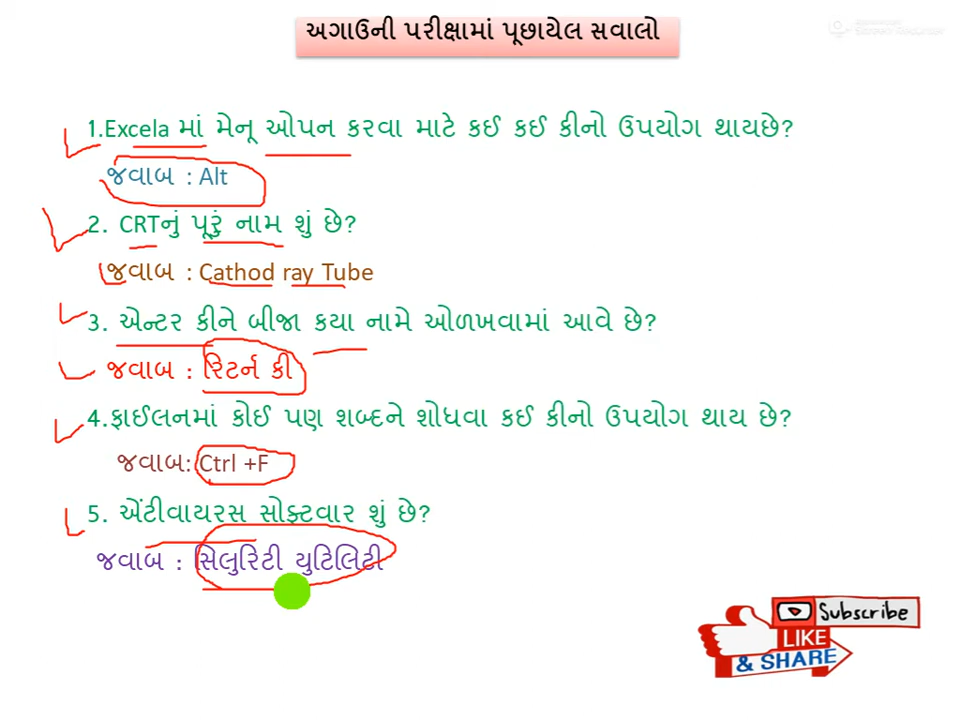 અગાઉની પરીક્ષામાં પૂછાયેલ સવાલો
1.Excela માં મેનૂ ઓપન કરવા માટે કઈ કઈ કીનો ઉપયોગ થાયછે?
જવાબ : Alt
2. CRTનું પૂરું નામ શું છે?
જવાબ : Cathod ray Tube
3. એન્ટર કીને બીજા કયા નામે ઓળખવામાં આવે છે?
જવાબ : રિટર્ન કી
4.ફાઈલનમાં કોઈ પણ શબ્દને શોધવા કઈ કીનો ઉપયોગ થાય છે?
જવાબ: Ctrl +F
5. એંટીવાયરસ સોફ્ટવાર શું છે?
જવાબ : સિલુરિટી યુટિલિટી
Subscribe
LIKE
& SHARE